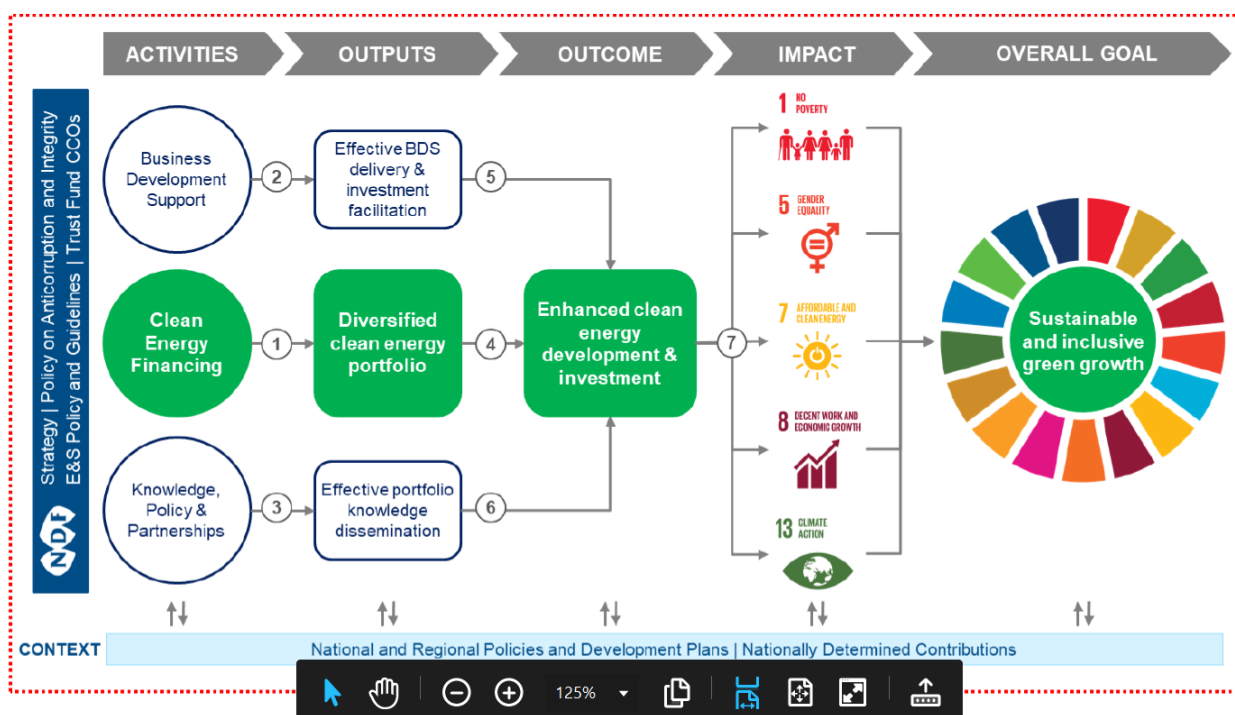 ACTIVITIES
OUTPUTS
OUTCOME
IMPACT
OVERALL GOAL
Strategy | Policy on Anticorruption and Integrity
E&S Policy and Guidelines | Trust Fund CCOs
NDF
Business
Development
Support
2
Effective BDS
delivery &
investment
facilitation
5
Clean
Energy
Financing
1
Diversified
clean energy
portfolio
4
Enhanced clean
energy
development &
investment
7
Knowledge,
Policy &
Partnerships
3
Effective portfolio
knowledge
dissemination
6
1 NO
POVERTY
5 GENDER
EQUALITY
7 AFFORDABLE AND
CLEAN ENERGY
8 DECENT WORK AND
ECONOMIC GROWTH
13 CLIMATE
ACTION
Sustainable
and inclusive
green growth
CONTEXT
National and Regional Policies and Development Plans | Nationally Determined Contributions
125%